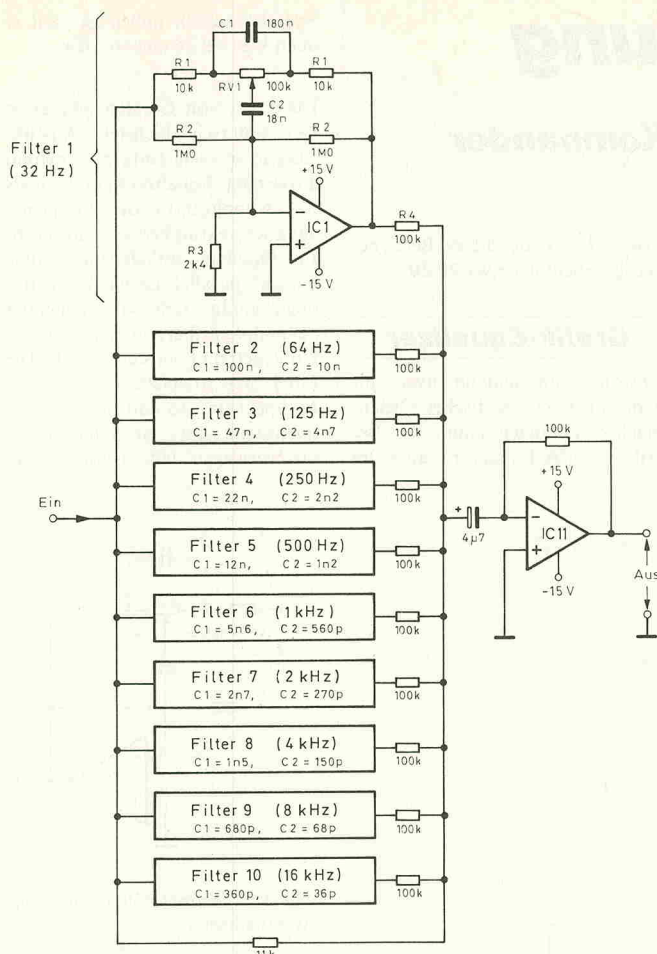 Grafik-Equalizer
C1 180n
R1
10k
RV1 100k
R1
10k
C2
18n
R2
1M0
R2
1M0
Filter 1
(32 Hz)
+15 V
IC1
-15 V
R3
2k4
R4
100k
Filter 2 (64 Hz)
C1 = 100n, C2 = 10n
100k
Filter 3 (125 Hz)
C1 = 47n, C2 = 4n7
100k
Filter 4 (250 Hz)
C1 = 22n, C2 = 2n2
100k
Filter 5 (500 Hz)
C1 = 12n, C2 = 1n2
100k
Filter 6 (1 kHz)
C1 = 5n6, C2 = 560p
100k
Filter 7 (2 kHz)
C1 = 2n7, C2 = 270p
100k
Filter 8 (4 kHz)
C1 = 1n5, C2 = 150p
100k
Filter 9 (8 kHz)
C1 = 680p, C2 = 68p
100k
Filter 10 (16 kHz)
C1 = 360p, C2 = 36p
100k
Ein
+
4µ7
100k
+15 V
IC11
-15 V
Aus